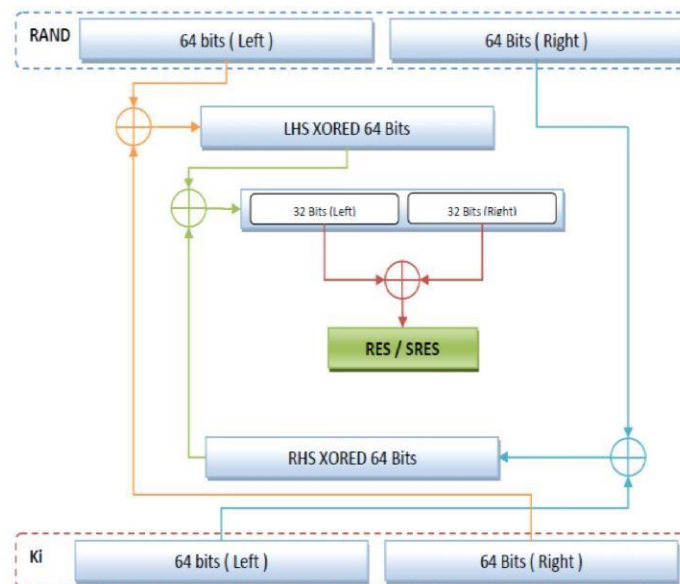 RAND
64 bits ( Left )
64 Bits ( Right )
LHS XORED 64 Bits
32 Bits (Left)
32 Bits (Right)
RES / SRES
RHS XORED 64 Bits
Ki
64 bits ( Left )
64 Bits ( Right )